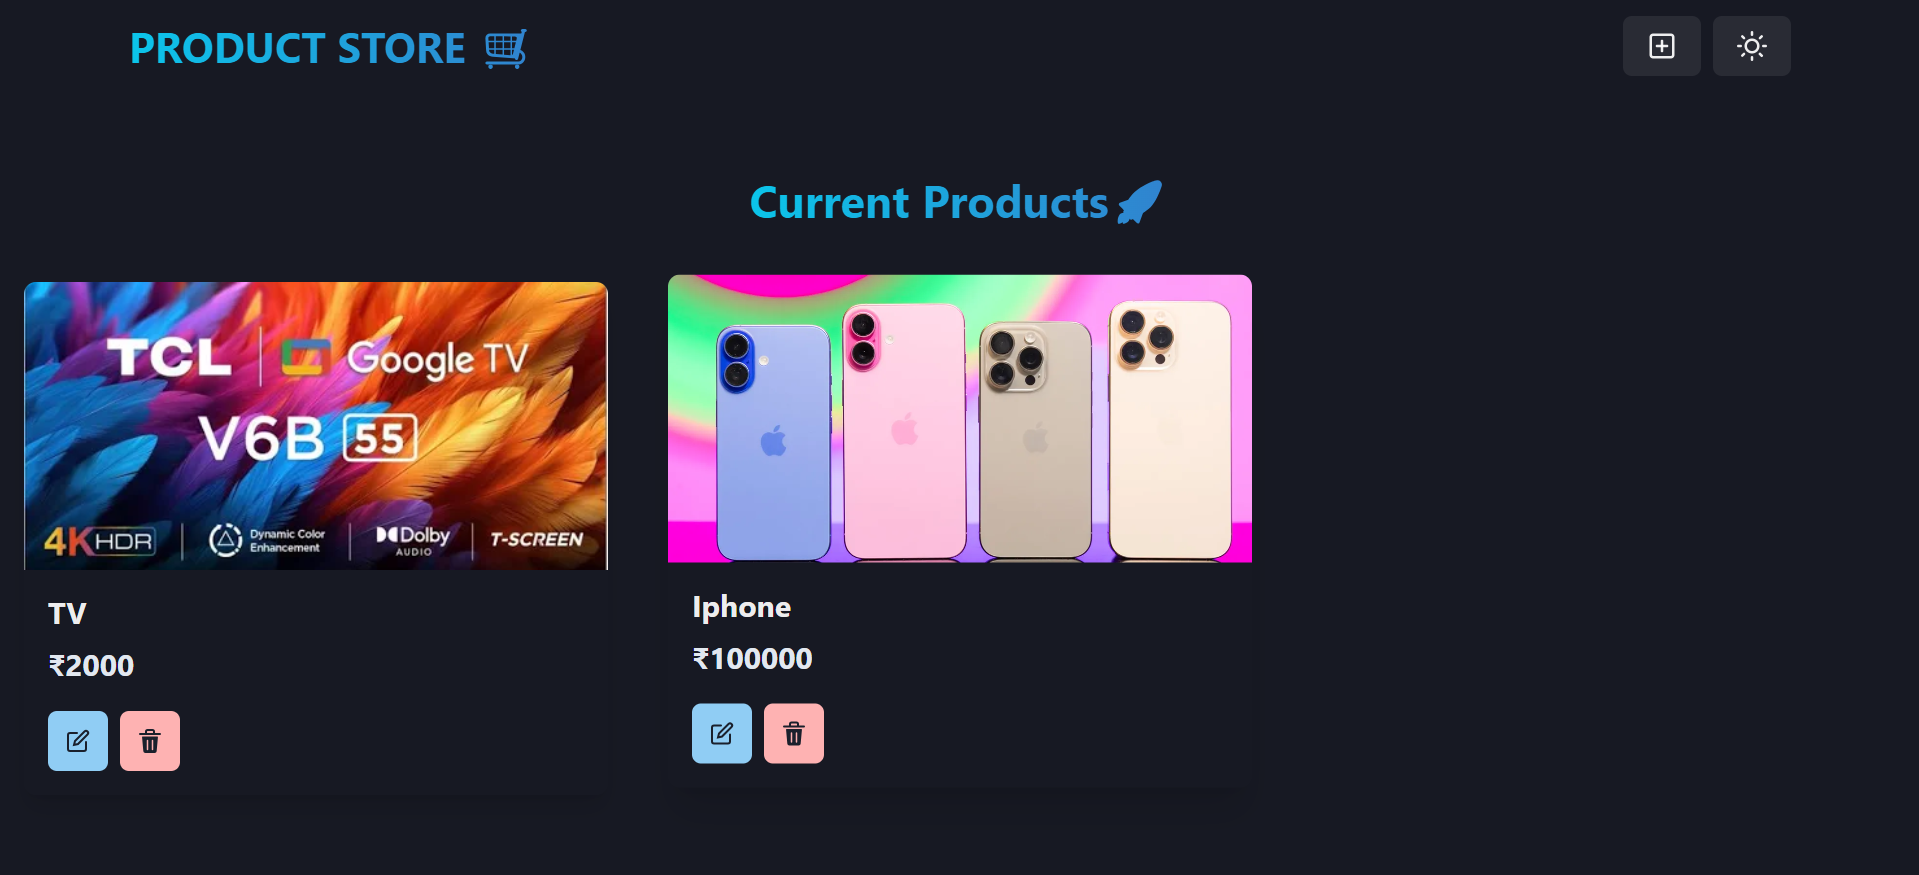 PRODUCT STORE 🛒
Current Products 🚀
TCL | Google TV
V6B 55
4K HDR | Dynamic Color Enhancement | Dolby AUDIO | T-SCREEN
TV
₹2000
Iphone
₹100000